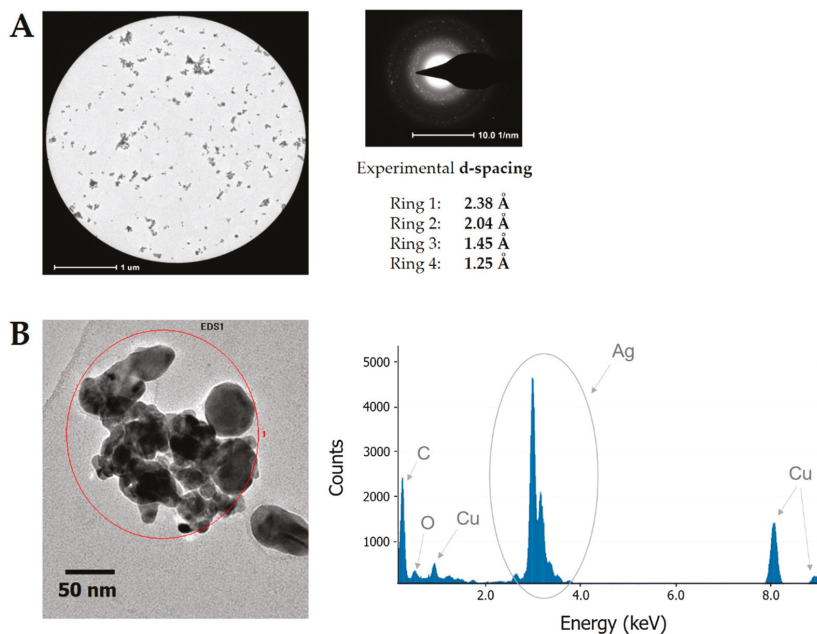 A
1 um
10.0 1/nm
Experimental d-spacing
Ring 1: 2.38 Å
Ring 2: 2.04 Å
Ring 3: 1.45 Å
Ring 4: 1.25 Å
B
EDS1
1
50 nm
5000
4000
3000
2000
1000
Counts
C
O
Cu
Ag
Cu
2.0
4.0
6.0
8.0
Energy (keV)